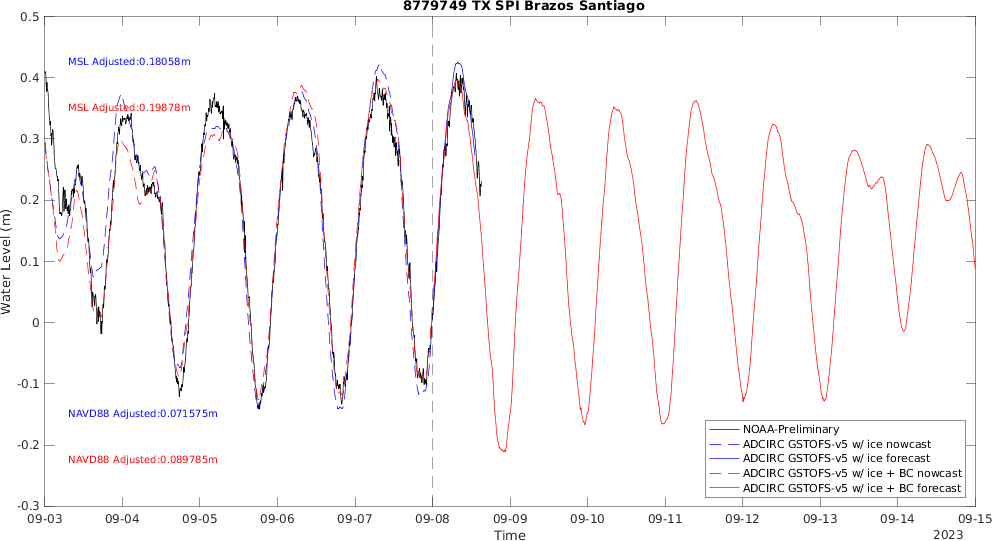 8779749 TX SPI Brazos Santiago
0.5
0.4
0.3
0.2
0.1
0
-0.1
-0.2
-0.3
Water Level (m)
MSL Adjusted:0.18058m
MSL Adjusted:0.19878m
NAVD88 Adjusted:0.071575m
NAVD88 Adjusted:0.089785m
NOAA-Preliminary
ADCIRC GSTOFS-v5 w/ ice nowcast
ADCIRC GSTOFS-v5 w/ ice forecast
ADCIRC GSTOFS-v5 w/ ice + BC nowcast
ADCIRC GSTOFS-v5 w/ ice + BC forecast
09-03 09-04 09-05 09-06 09-07 09-08 09-09 09-10 09-11 09-12 09-13 09-14 09-15
Time
2023